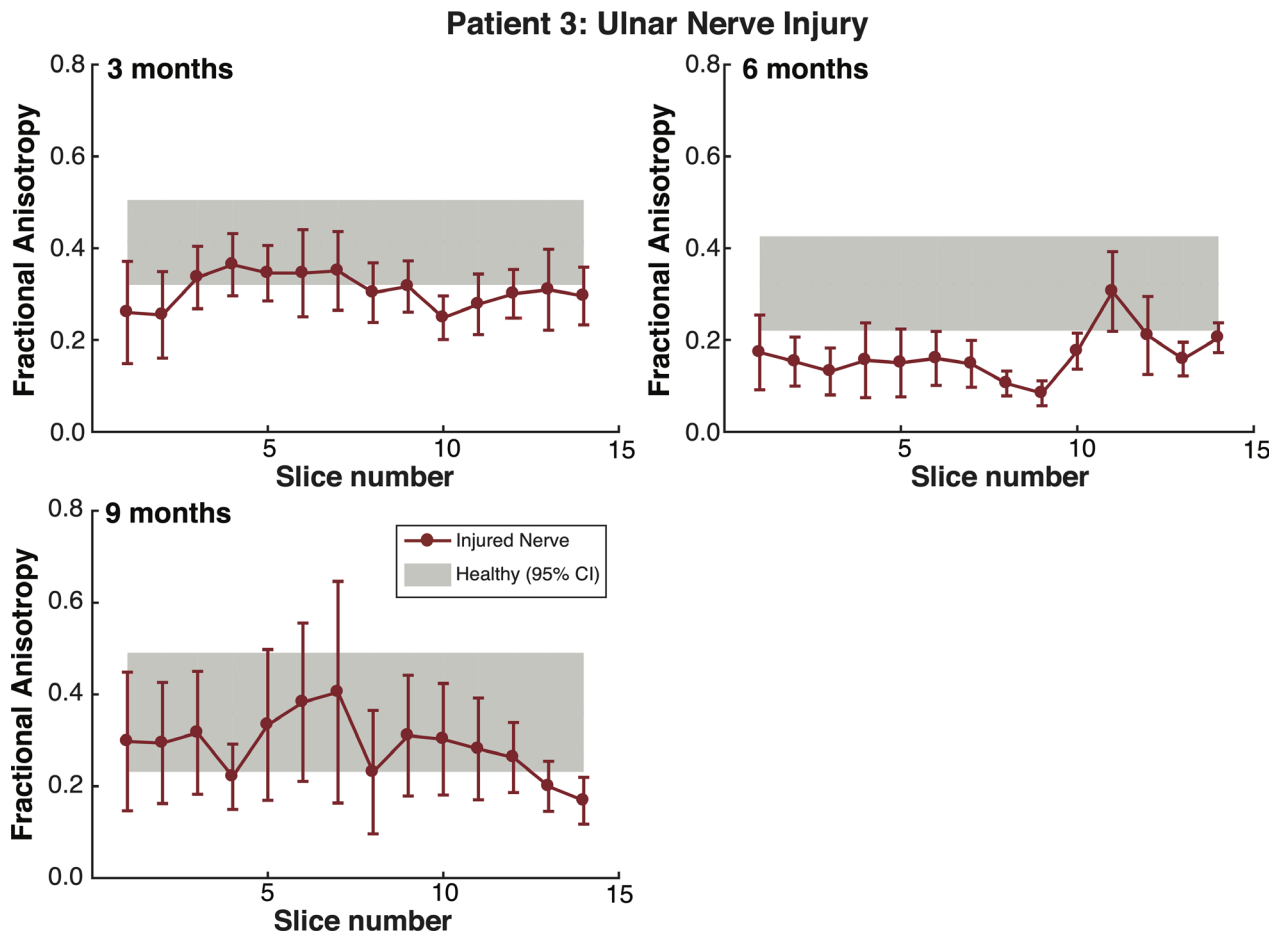 Patient 3: Ulnar Nerve Injury
3 months
Fractional Anisotropy
0.8
0.6
0.4
0.2
0.0
5
10
15
Slice number
6 months
Fractional Anisotropy
0.8
0.6
0.4
0.2
0.0
5
10
15
Slice number
9 months
Fractional Anisotropy
0.8
0.6
0.4
0.2
0.0
5
10
15
Slice number
Injured Nerve
Healthy (95% CI)